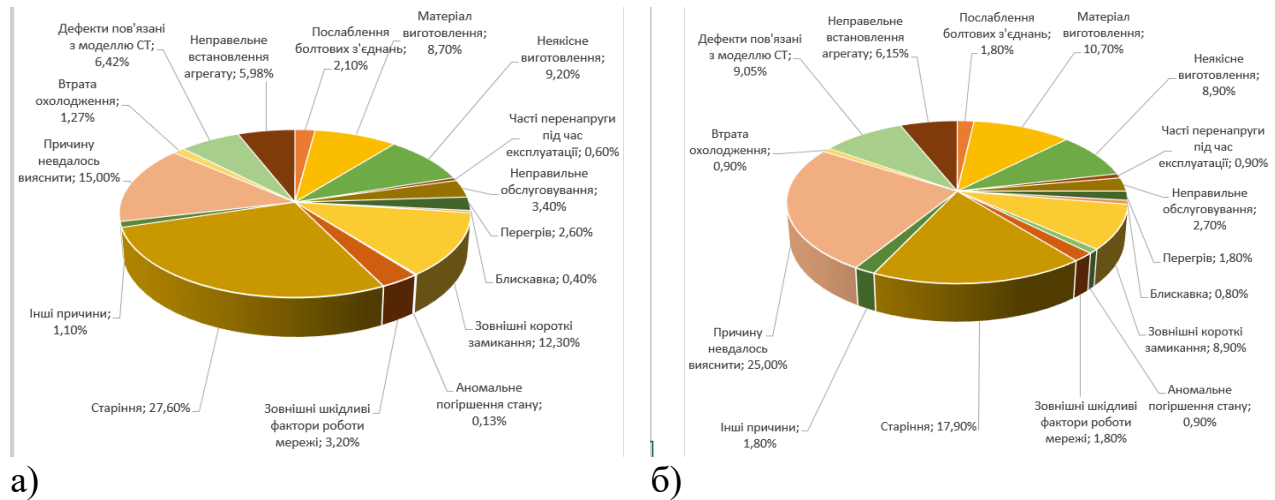 Дефекти пов'язані
з моделлю СТ;
6,42%
Неправельне
встановлення
агрегату; 5,98%
Послаблення
болтових з'єднань;
2,10%
Матеріал
виготовлення;
8,70%
Неякісне
виготовлення;
9,20%
Часті перенапруги
під час
експлуатації; 0,60%
Неправильне
обслуговування;
3,40%
Перегрів; 2,60%
Блискавка; 0,40%
Зовнішні короткі
замикання; 12,30%
Аномальне
погіршення стану;
0,13%
Зовнішні шкідливі
фактори роботи
мережі; 3,20%
Старіння; 27,60%
Інші причини;
1,10%
Причину
невдалось
вияснити; 15,00%
Втрата
охолодження;
1,27%
а)
Дефекти пов'язані
з моделлю СТ;
9,05%
Неправельне
встановлення
агрегату; 6,15%
Послаблення
болтових з'єднань;
1,80%
Матеріал
виготовлення;
10,70%
Неякісне
виготовлення;
8,90%
Часті перенапруги
під час
експлуатації; 0,90%
Неправильне
обслуговування;
2,70%
Перегрів; 1,80%
Блискавка; 0,80%
Зовнішні короткі
замикання; 8,90%
Аномальне
погіршення стану;
0,90%
Зовнішні шкідливі
фактори роботи
мережі; 1,80%
Старіння; 17,90%
Інші причини;
1,80%
Причину
невдалось
вияснити; 25,00%
Втрата
охолодження;
0,90%
б)